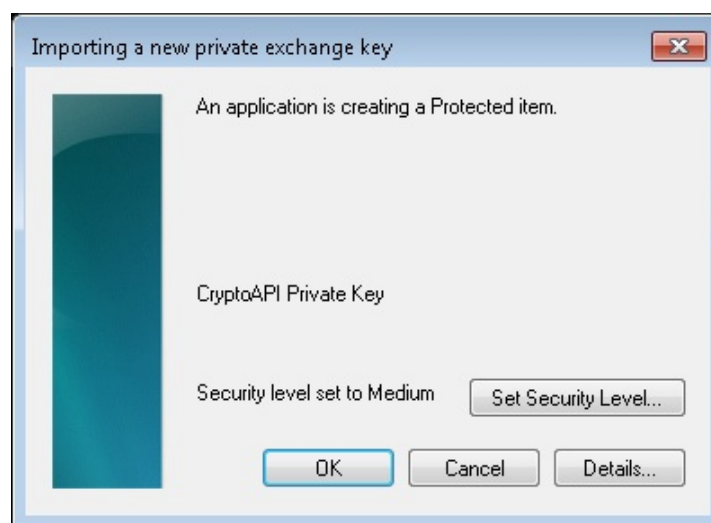 Importing a new private exchange key
An application is creating a Protected item.
CryptoAPI Private Key
Security level set to Medium
Set Security Level...
OK
Cancel
Details...